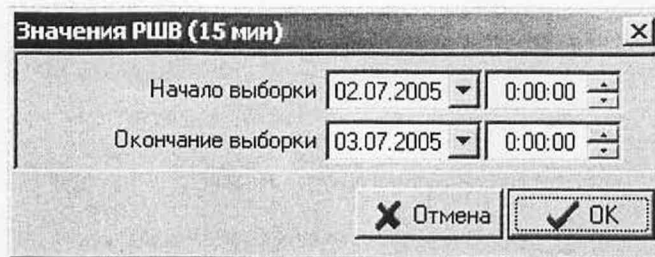 Значения РШВ (15 мин)
Начало выборки 02.07.2005 0:00:00
Окончание выборки 03.07.2005 0:00:00
Отмена OK